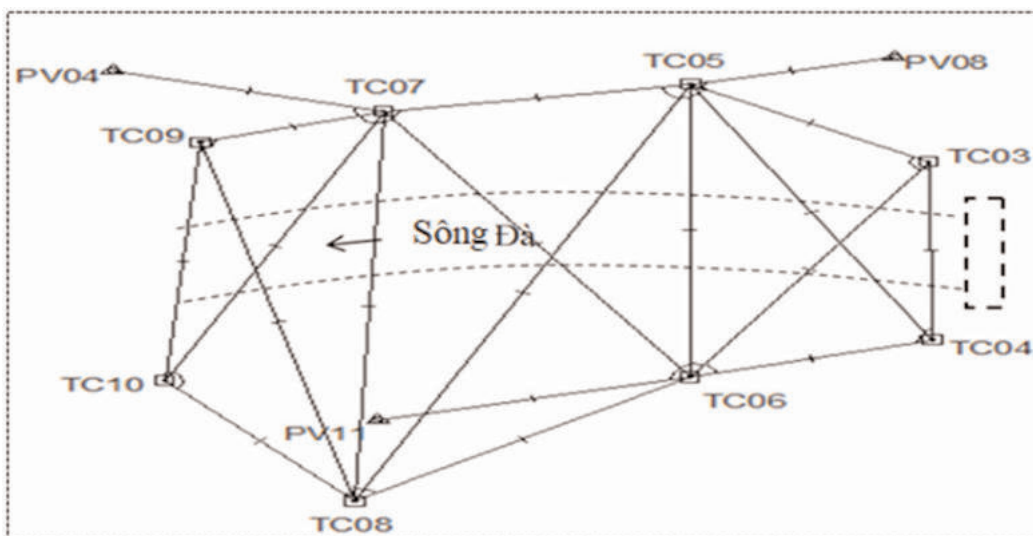 PV04
TC07
TC05
PV08
TC09
TC03
Sông Đà
TC04
TC10
TC06
PV11
TC08